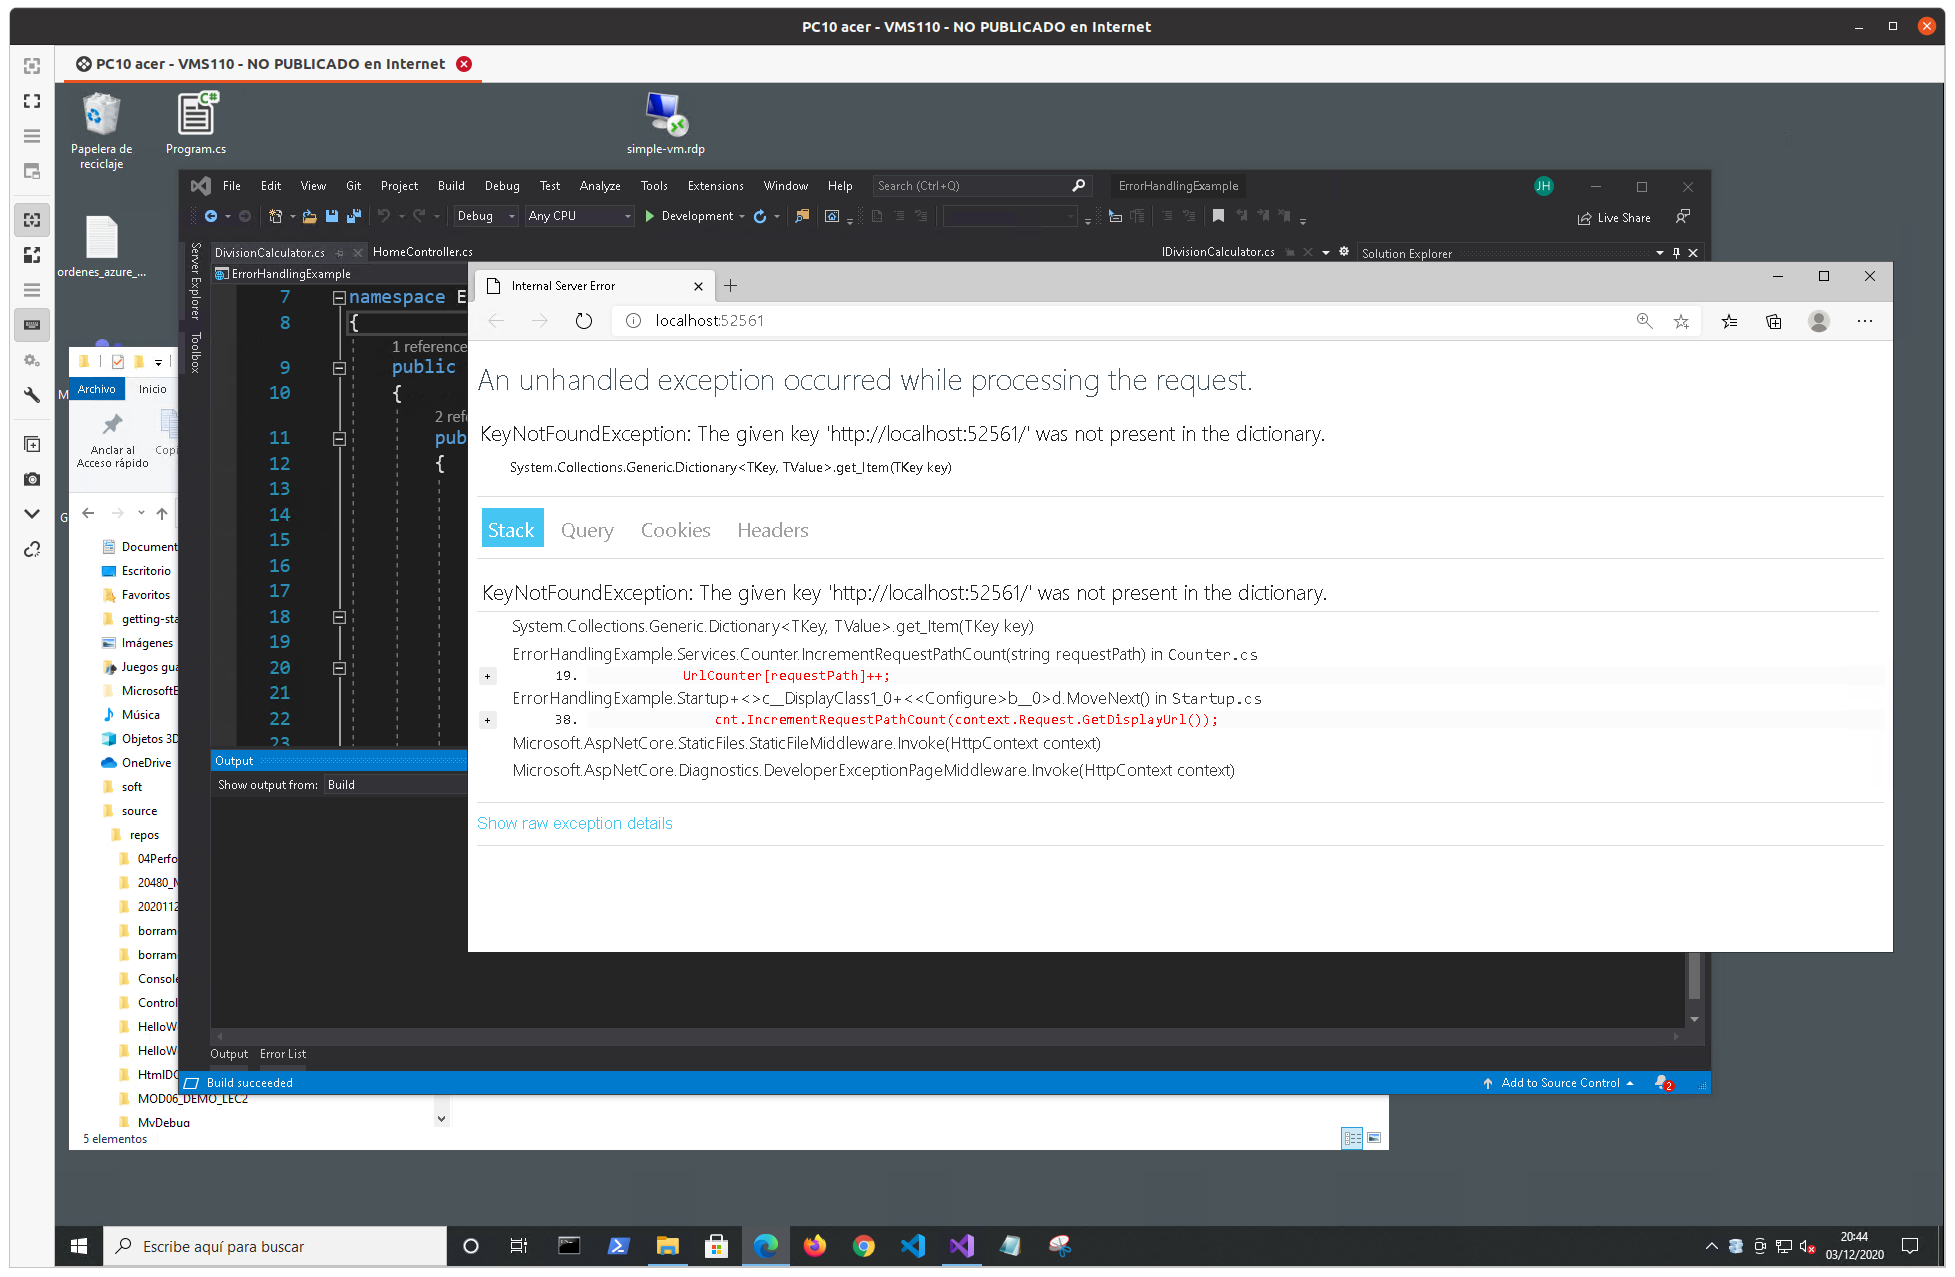 PC10 acer - VMS110 - NO PUBLICADO en Internet
PC10 acer - VMS110 - NO PUBLICADO en Internet
Papelera de reciclaje
Program.cs
simple-vm.rdp
ordenes_azure_...
File Edit View Git Project Build Debug Test Analyze Tools Extensions Window Help Search (Ctrl+Q) ErrorHandlingExample JH
Debug Any CPU Development Live Share
Server Explorer
Toolbox
DivisionCalculator.cs HomeController.cs IDivisionCalculator.cs Solution Explorer
ErrorHandlingExample
7 namespace E
8 {
1 reference
9 public
10 {
2 refe
11 pub
12 {
13
14
15
16
17
18
19
20
21
22
23
Output
Show output from: Build
Output Error List
Build succeeded
Add to Source Control
2
Archivo Inicio
Anclar al Acceso rápido
Copi
Document
Escritorio
Favoritos
getting-sta
Imágenes
Juegos gua
MicrosoftE
Música
Objetos 3D
OneDrive
soft
source
repos
04Perfo
20480_N
2020112
borram
borram
Console
Control
HelloW
HelloW
HtmlDO
MOD06_DEMO_LEC2
MyDebug
5 elementos
Internal Server Error
localhost:52561
An unhandled exception occurred while processing the request.
KeyNotFoundException: The given key 'http://localhost:52561/' was not present in the dictionary.
System.Collections.Generic.Dictionary<TKey, TValue>.get_Item(TKey key)
Stack Query Cookies Headers
KeyNotFoundException: The given key 'http://localhost:52561/' was not present in the dictionary.
System.Collections.Generic.Dictionary<TKey, TValue>.get_Item(TKey key)
ErrorHandlingExample.Services.Counter.IncrementRequestPathCount(string requestPath) in Counter.cs
+ 19. UrlCounter[requestPath]++;
ErrorHandlingExample.Startup+<>c__DisplayClass1_0+<<Configure>b__0>d.MoveNext() in Startup.cs
+ 38. cnt.IncrementRequestPathCount(context.Request.GetDisplayUrl());
Microsoft.AspNetCore.StaticFiles.StaticFileMiddleware.Invoke(HttpContext context)
Microsoft.AspNetCore.Diagnostics.DeveloperExceptionPageMiddleware.Invoke(HttpContext context)
Show raw exception details
Escribe aquí para buscar
20:44
03/12/2020